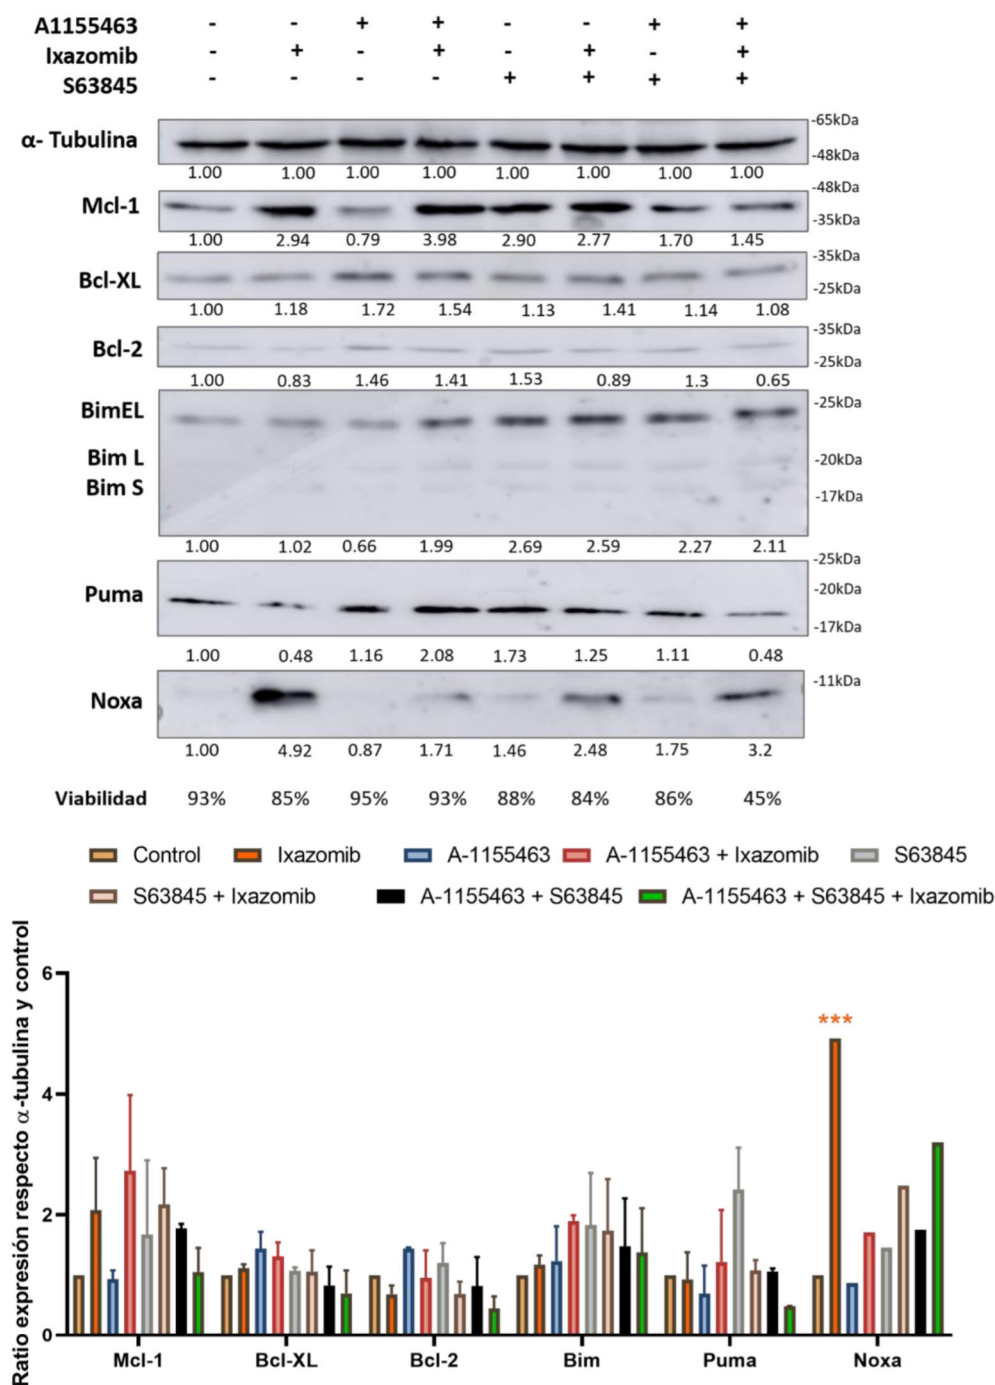 A1155463 - - + + - - + +
Ixazomib - + - + - + - +
S63845 - - - - + + + +
α- Tubulina
-65kDa
-48kDa
1.00 1.00 1.00 1.00 1.00 1.00 1.00 1.00
Mcl-1
-48kDa
-35kDa
1.00 2.94 0.79 3.98 2.90 2.77 1.70 1.45
Bcl-XL
-35kDa
-25kDa
1.00 1.18 1.72 1.54 1.13 1.41 1.14 1.08
Bcl-2
-35kDa
-25kDa
1.00 0.83 1.46 1.41 1.53 0.89 1.3 0.65
BimEL
-25kDa
Bim L
-20kDa
Bim S
-17kDa
1.00 1.02 0.66 1.99 2.69 2.59 2.27 2.11
Puma
-25kDa
-20kDa
-17kDa
1.00 0.48 1.16 2.08 1.73 1.25 1.11 0.48
Noxa
-11kDa
1.00 4.92 0.87 1.71 1.46 2.48 1.75 3.2
Viabilidad 93% 85% 95% 93% 88% 84% 86% 45%
Control Ixazomib A-1155463 A-1155463 + Ixazomib S63845
S63845 + Ixazomib A-1155463 + S63845 A-1155463 + S63845 + Ixazomib
Ratio expresión respecto α-tubulina y control
6
4
2
0
***
Mcl-1 Bcl-XL Bcl-2 Bim Puma Noxa